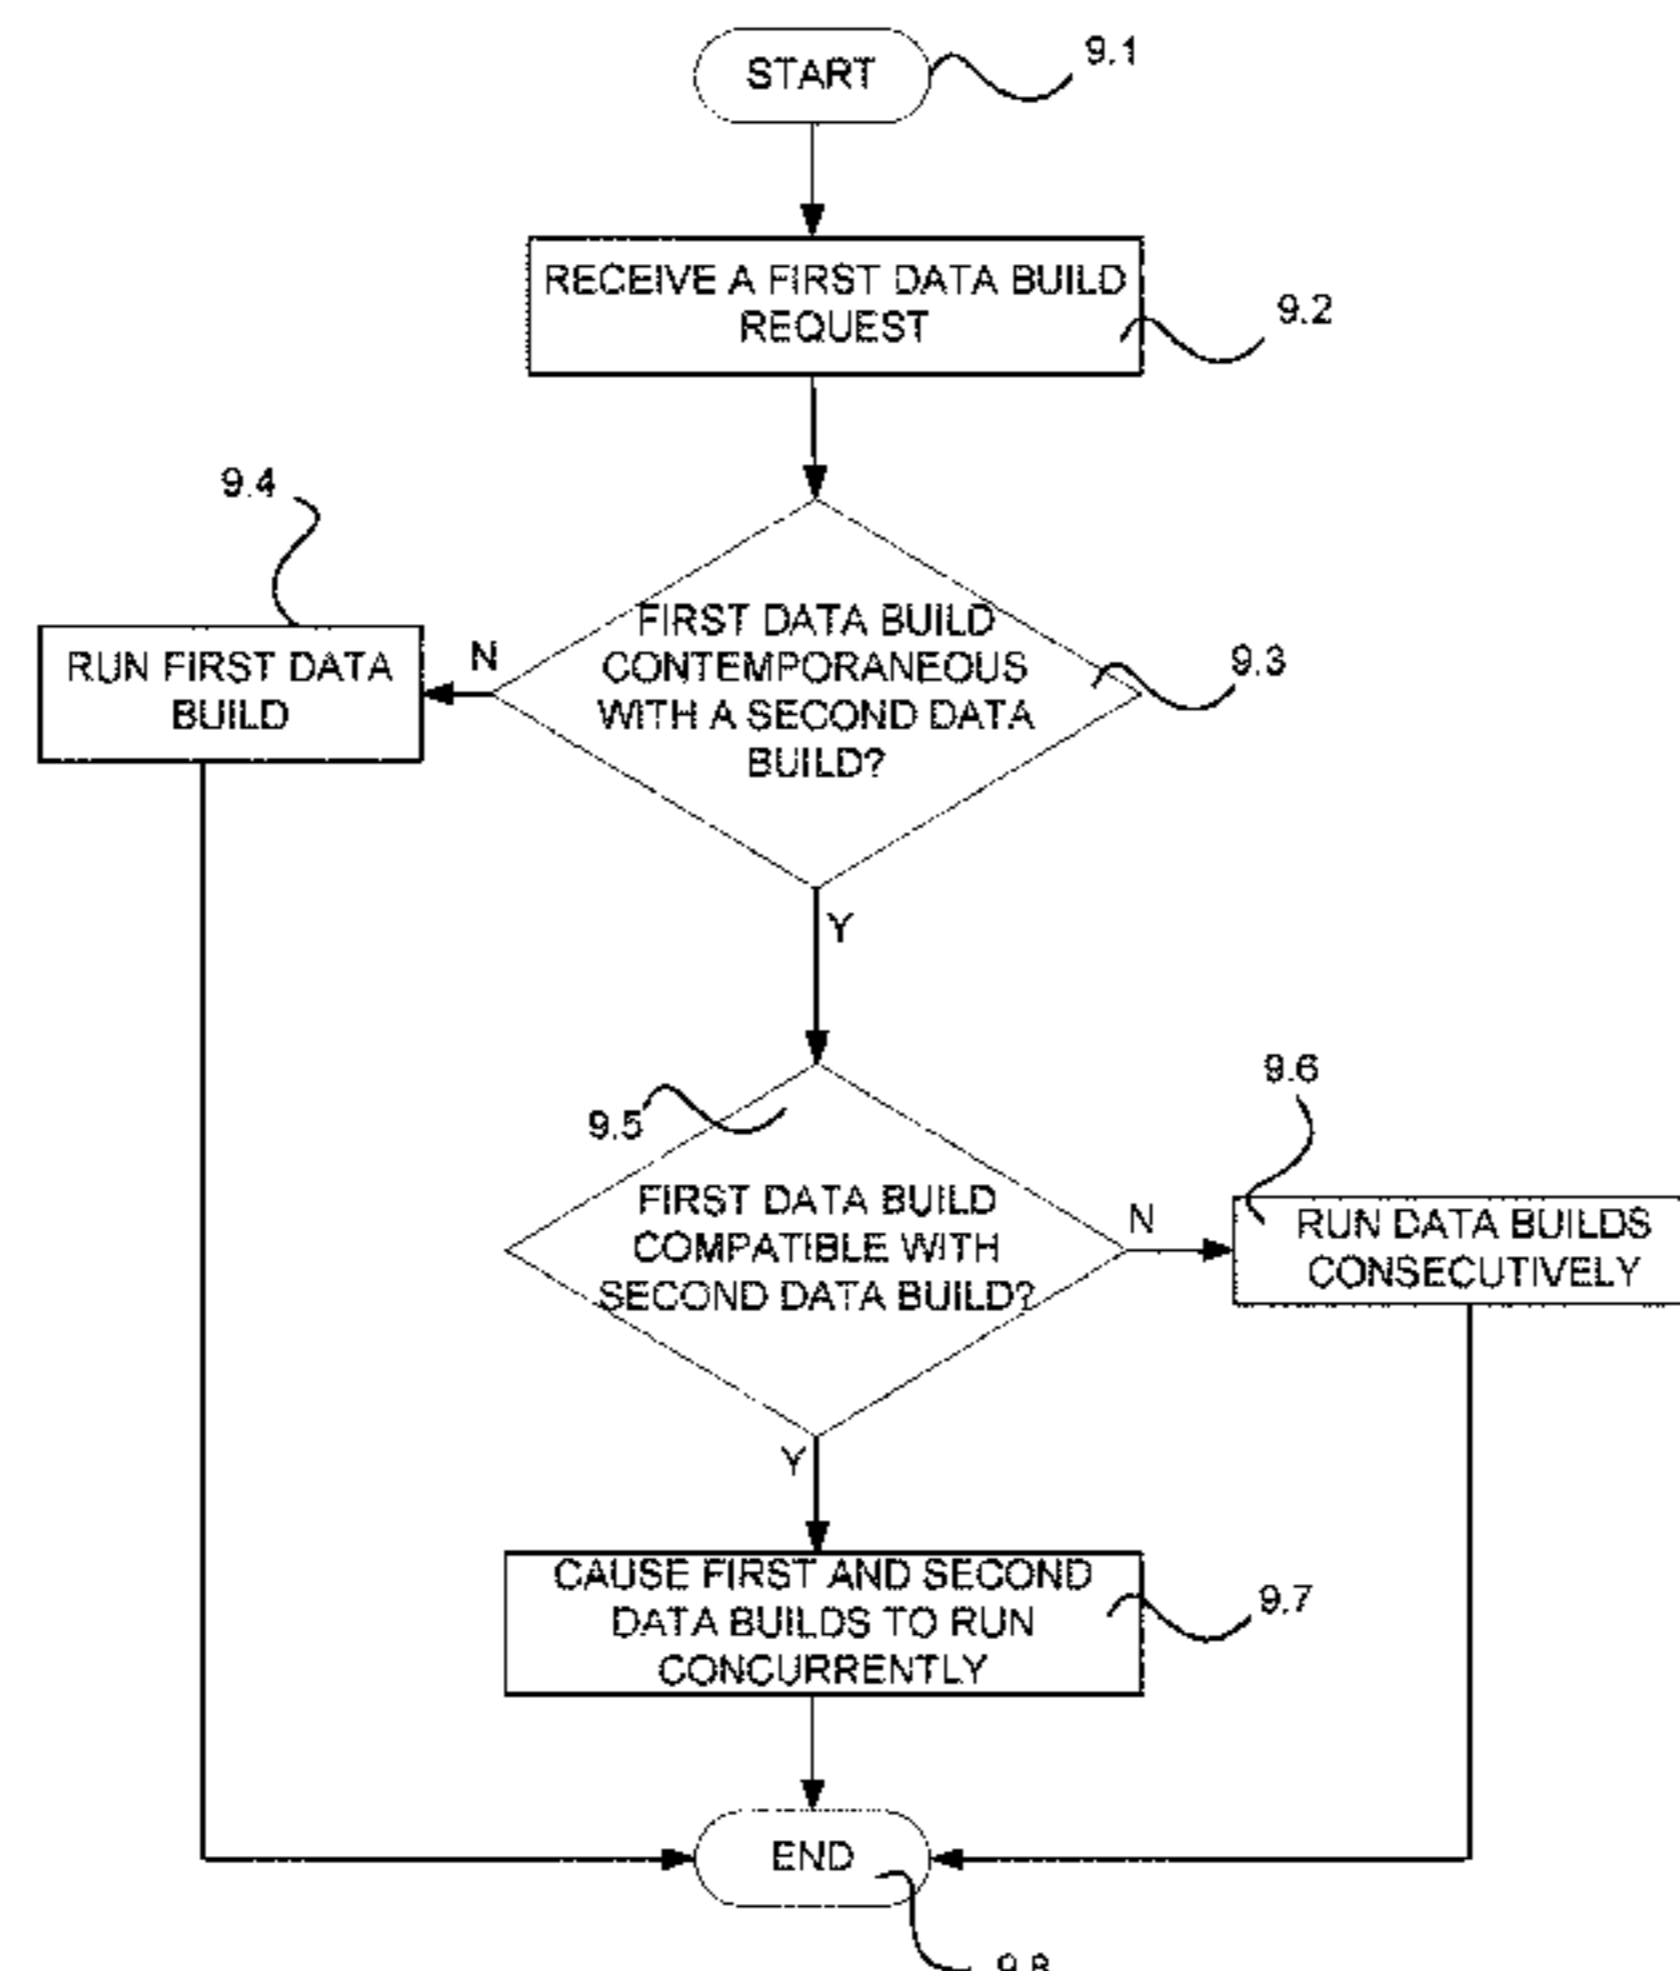 START
9.1
RECEIVE A FIRST DATA BUILD
REQUEST
9.2
9.4
RUN FIRST DATA
BUILD
N
FIRST DATA BUILD
CONTEMPORANEOUS
WITH A SECOND DATA
BUILD?
9.3
Y
9.5
FIRST DATA BUILD
COMPATIBLE WITH
SECOND DATA BUILD?
N
9.6
RUN DATA BUILDS
CONSECUTIVELY
Y
CAUSE FIRST AND SECOND
DATA BUILDS TO RUN
CONCURRENTLY
9.7
END
9.8